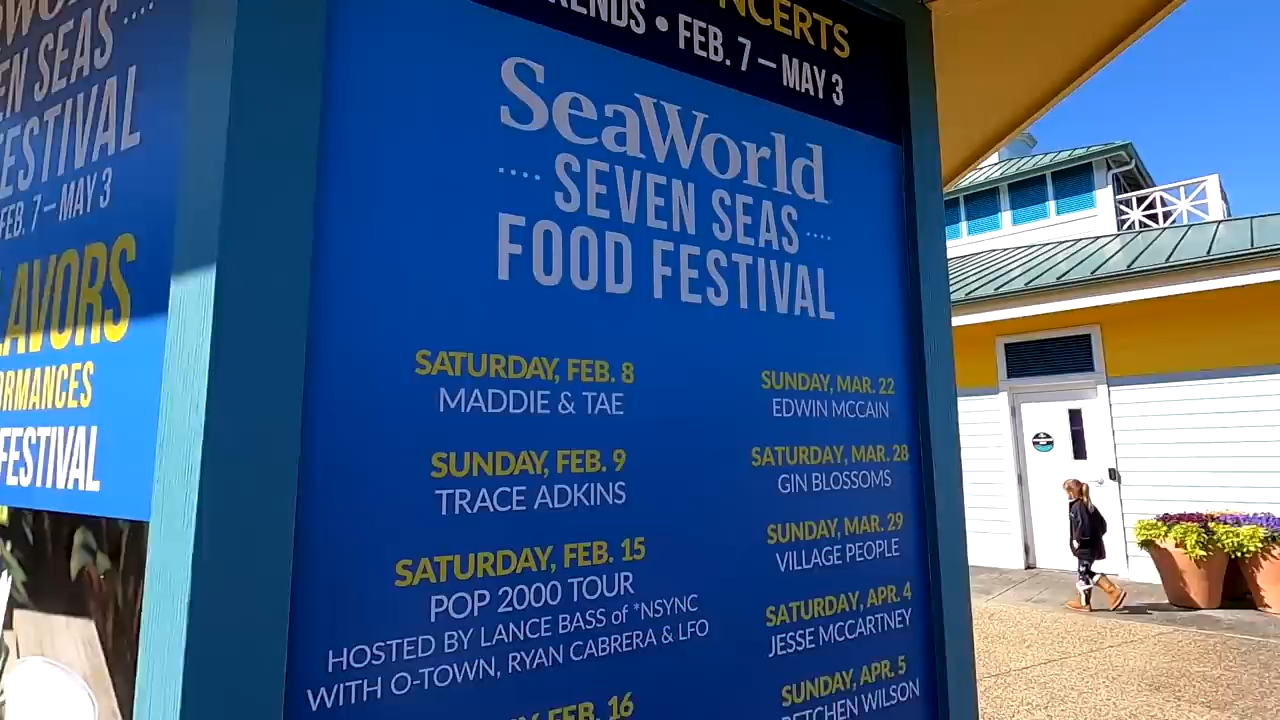 EN SEAS
FESTIVAL
FEB. 7 – MAY 3
FESTIVAL
FEB. 7 – MAY 3
SeaWorld
.... SEVEN SEAS ....
FOOD FESTIVAL
SATURDAY, FEB. 8
MADDIE & TAE
SUNDAY, FEB. 9
TRACE ADKINS
SATURDAY, FEB. 15
POP 2000 TOUR
HOSTED BY LANCE BASS of *NSYNC
WITH O-TOWN, RYAN CABRERA & LFO
FEB. 16
SUNDAY, MAR. 22
EDWIN MCCAIN
SATURDAY, MAR. 28
GIN BLOSSOMS
SUNDAY, MAR. 29
VILLAGE PEOPLE
SATURDAY, APR. 4
JESSE MCCARTNEY
SUNDAY, APR. 5
WILSON